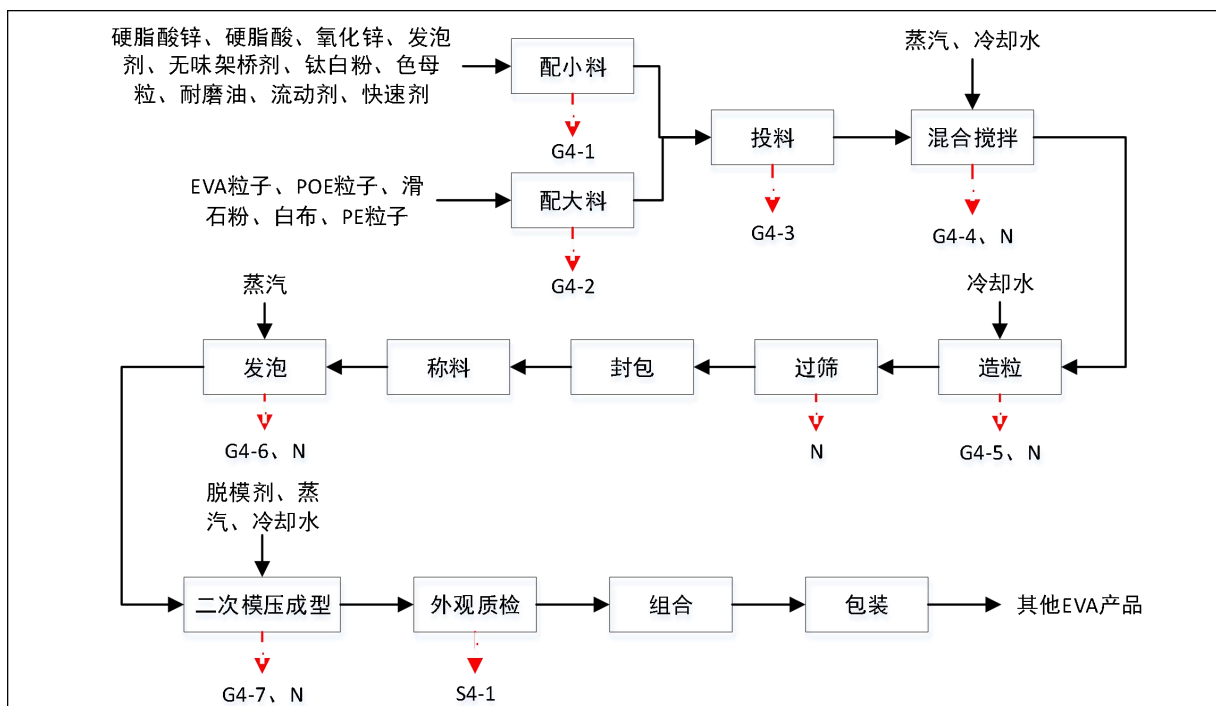 硬脂酸锌、硬脂酸、氧化锌、发泡
剂、无味架桥剂、钛白粉、色母
粒、耐磨油、流动剂、快速剂
配小料
G4-1
EVA粒子、POE粒子、滑
石粉、白布、PE粒子
配大料
G4-2
投料
G4-3
蒸汽、冷却水
混合搅拌
G4-4、N
冷却水
造粒
G4-5、N
过筛
N
封包
称料
蒸汽
发泡
G4-6、N
脱模剂、蒸
汽、冷却水
二次模压成型
G4-7、N
外观质检
S4-1
组合
包装
其他EVA产品